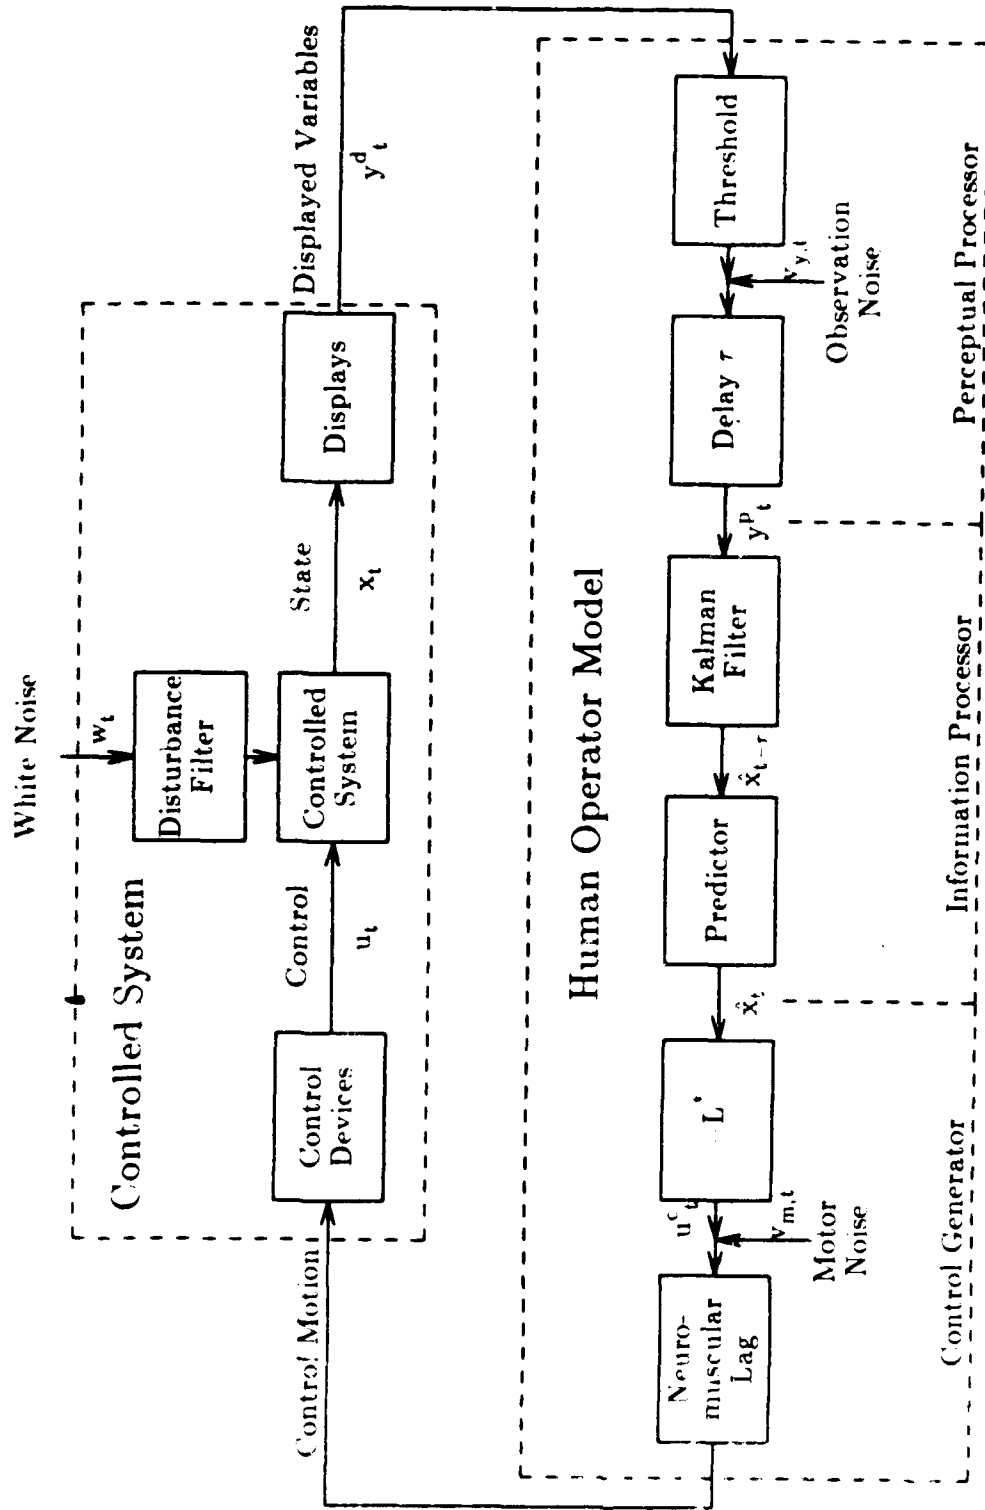 White Noise
w_t
Controlled System
Disturbance
Filter
Control Motion
Control
Devices
Control
u_t
Controlled
System
State
x_t
Displays
Displayed Variables
y^d_t
Human Operator Model
Neuro-
muscular
Lag
u^c_t
v_{m,t}
Motor
Noise
-L*
x̂_t
Predictor
x̂_{t-τ}
Kalman
Filter
y^p_t
Delay τ
v_{y,t}
Observation
Noise
Threshold
Control Generator
Information Processor
Perceptual Processor